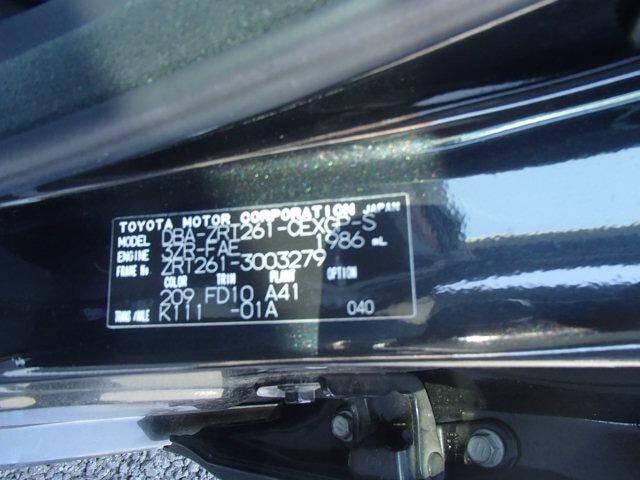 TOYOTA MOTOR CORPORATION JAPAN
MODEL DBA-ZRT261-CEXGP-S
ENGINE 3ZR-FAE 1986 mL
FRAME No. ZRT261-3003279
COLOR TRIM PLANT OPTION
209 FD10 A41
TRANS/AXLE K111 -01A 040